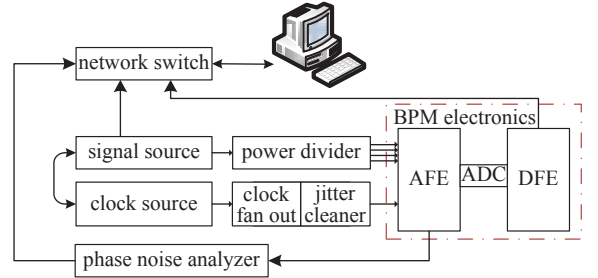 network switch
BPM electronics
signal source
power divider
AFE
ADC
DFE
clock source
clock fan out
jitter cleaner
phase noise analyzer